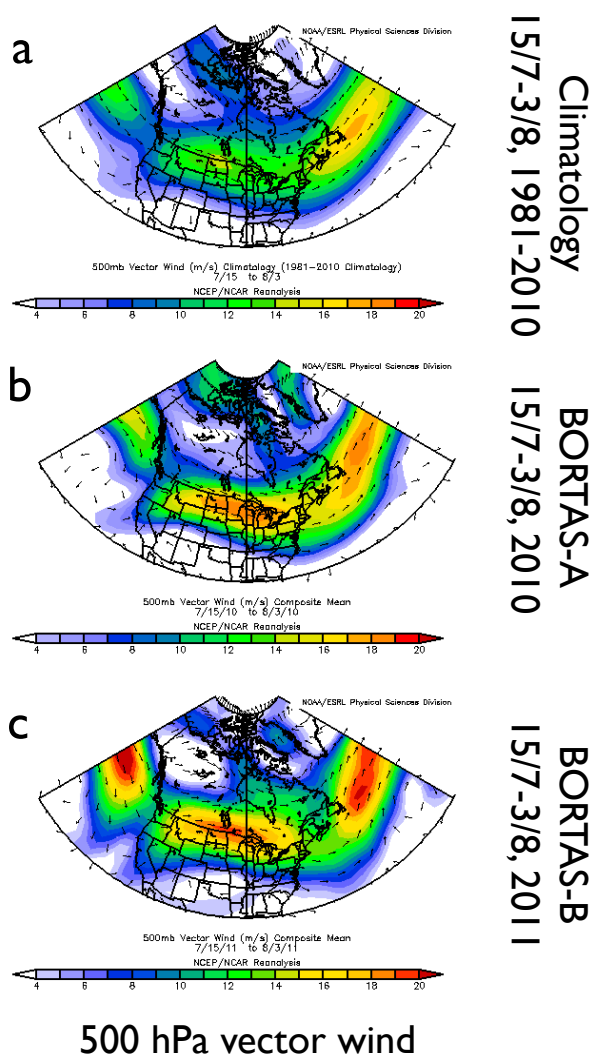 a
NOAA/ESRL Physical Sciences Division
500mb Vector Wind (m/s) Climatology (1981-2010 Climatology)
7/15 to 8/3
NCEP/NCAR Reanalysis
4 6 8 10 12 14 16 18 20
Climatology
15/7-3/8, 1981-2010
b
NOAA/ESRL Physical Sciences Division
500mb Vector Wind (m/s) Composite Mean
7/15/10 to 8/3/10
NCEP/NCAR Reanalysis
4 6 8 10 12 14 16 18 20
BORTAS-A
15/7-3/8, 2010
c
NOAA/ESRL Physical Sciences Division
500mb Vector Wind (m/s) Composite Mean
7/15/11 to 8/3/11
NCEP/NCAR Reanalysis
4 6 8 10 12 14 16 18 20
BORTAS-B
15/7-3/8, 2011
500 hPa vector wind